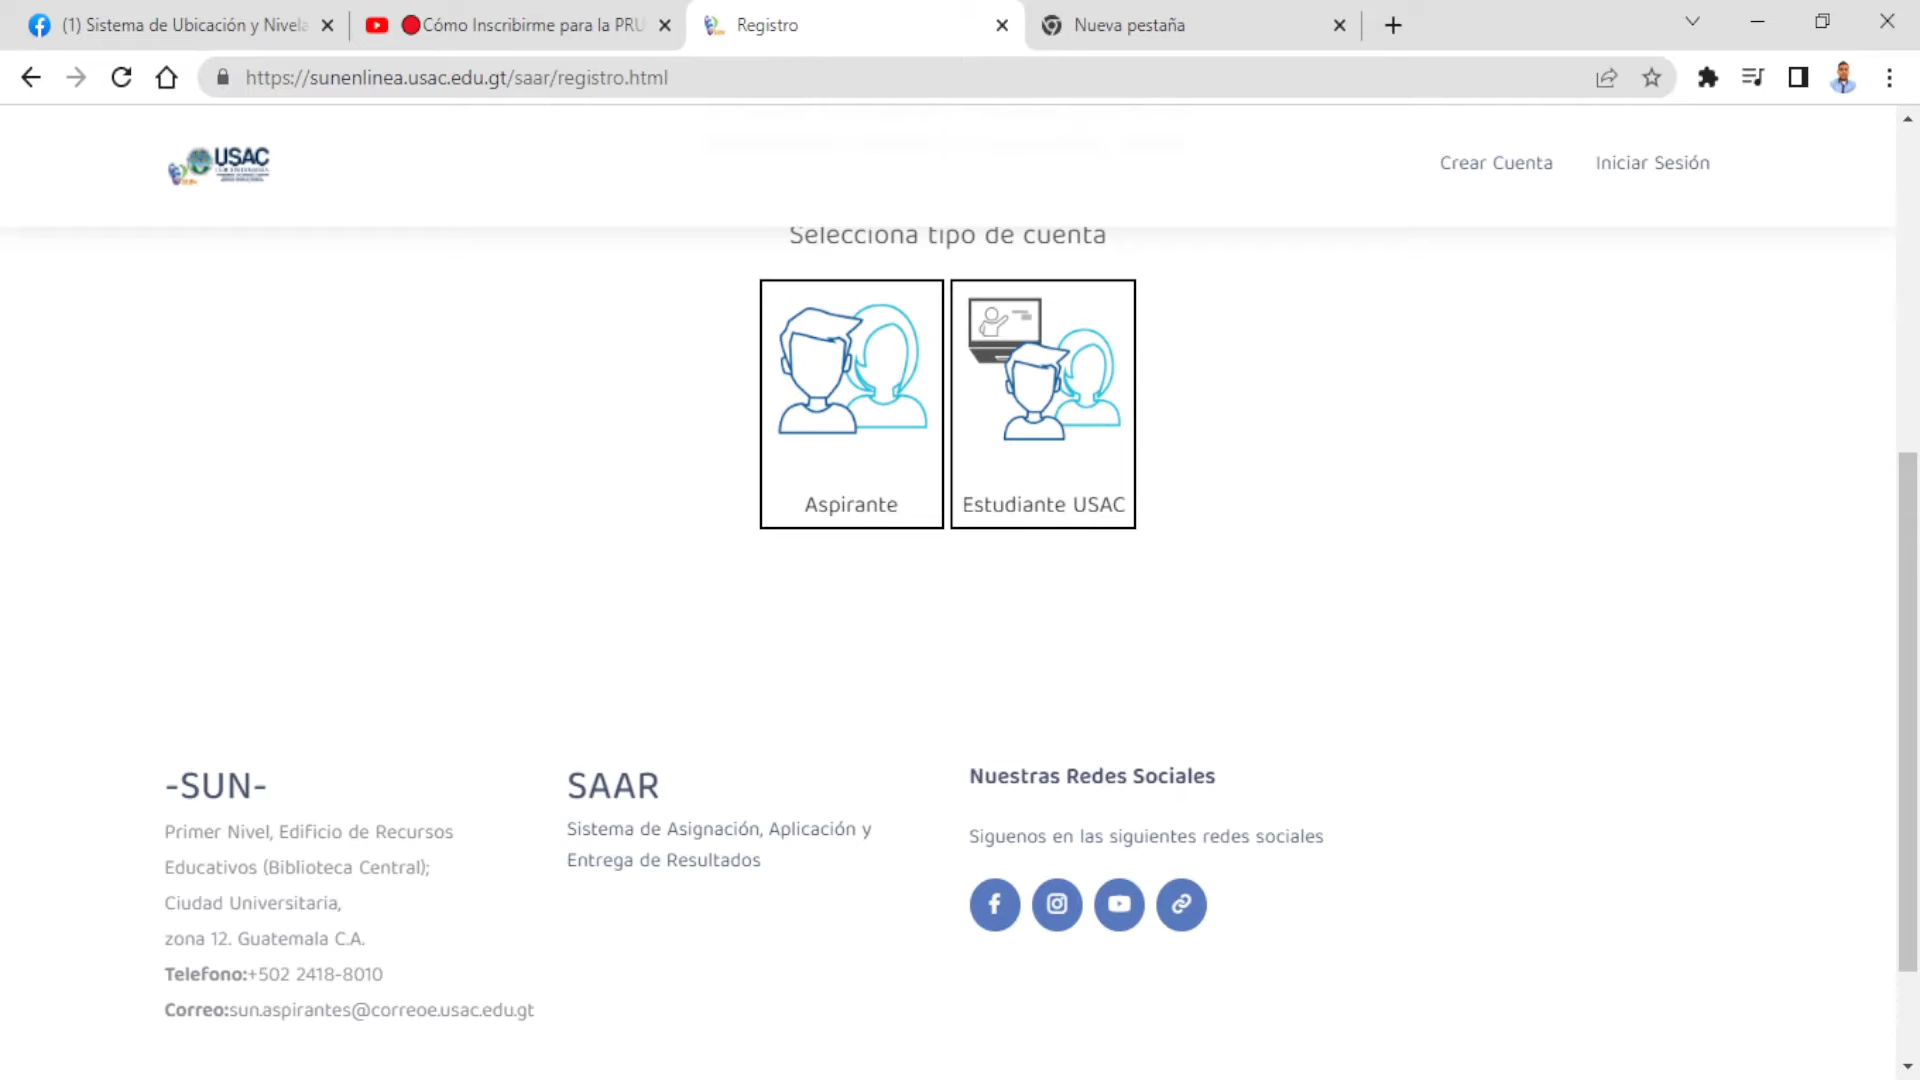 (1) Sistema de Ubicación y Nivela
Cómo Inscribirme para la PRU
Registro
Nueva pestaña
https://sunenlinea.usac.edu.gt/saar/registro.html
USAC
Crear Cuenta
Iniciar Sesión
Selecciona tipo de cuenta
Aspirante
Estudiante USAC
-SUN-
Primer Nivel, Edificio de Recursos
Educativos (Biblioteca Central);
Ciudad Universitaria,
zona 12. Guatemala C.A.
Telefono:+502 2418-8010
Correo:sun.aspirantes@correoe.usac.edu.gt
SAAR
Sistema de Asignación, Aplicación y
Entrega de Resultados
Nuestras Redes Sociales
Siguenos en las siguientes redes sociales